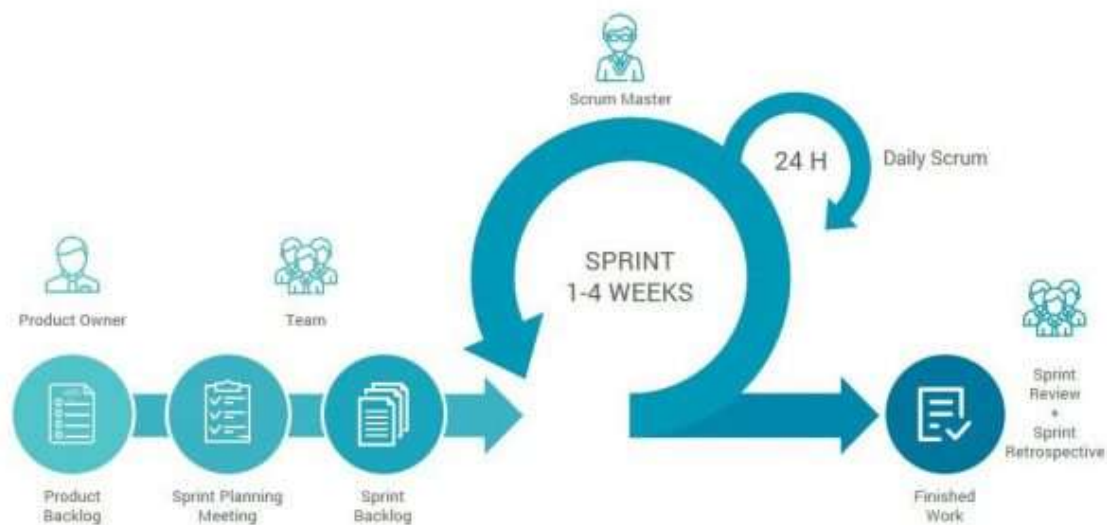 Scrum Master
24 H
Daily Scrum
SPRINT
1-4 WEEKS
Product Owner
Team
Sprint
Review
+
Sprint
Retrospective
Product
Backlog
Sprint Planning
Meeting
Sprint
Backlog
Finished
Work